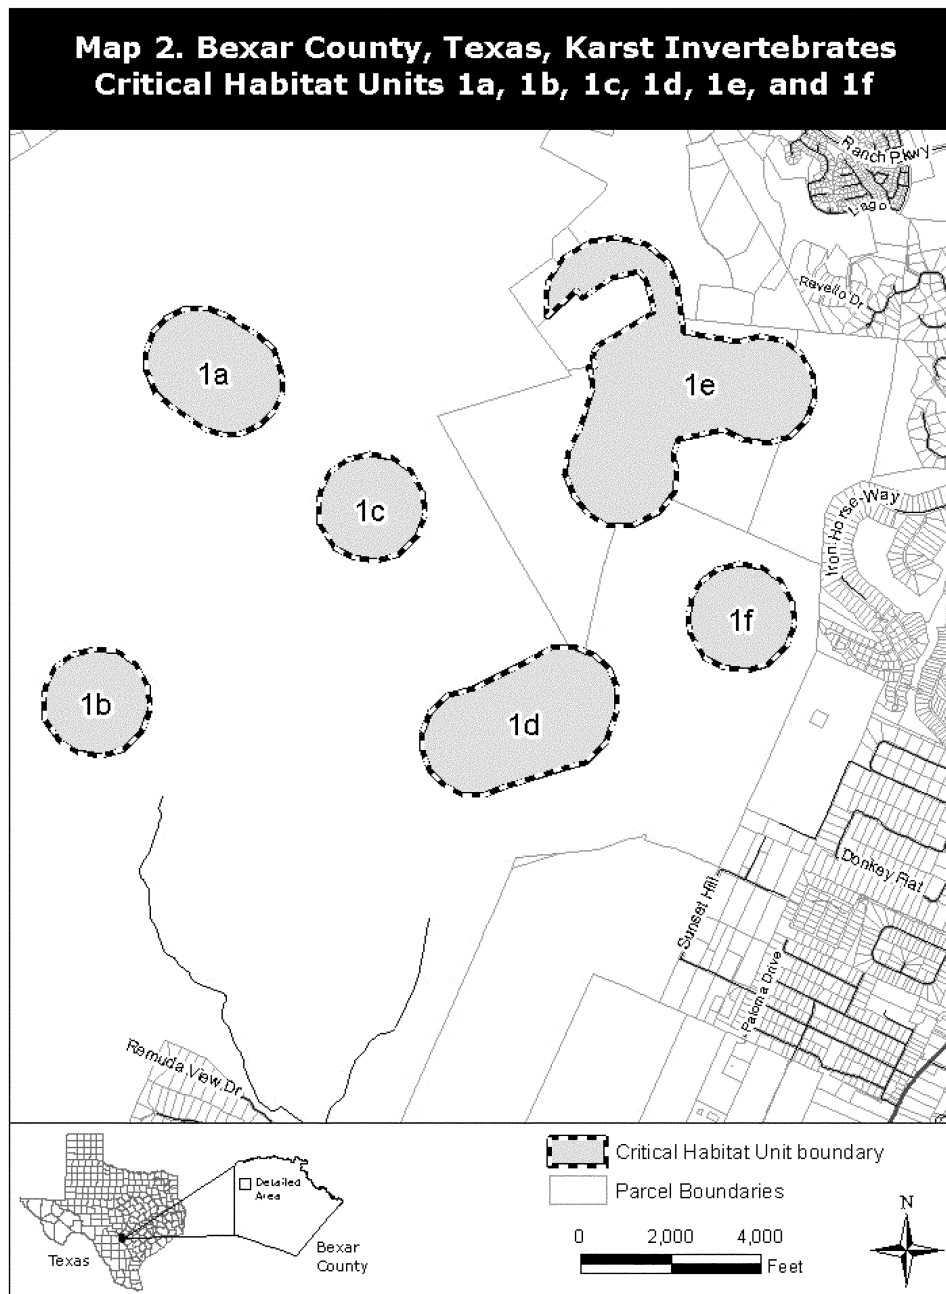 Map 2. Bexar County, Texas, Karst Invertebrates
Critical Habitat Units 1a, 1b, 1c, 1d, 1e, and 1f
Ranch Pkwy
Lago
Revello Dr
1a
1e
1c
Iron Horse Way
1f
1b
1d
Donkey Flat
Sunset Hill
Paloma Drive
Remuda View Dr
Critical Habitat Unit boundary
Parcel Boundaries
Detailed
Area
Texas
Bexar
County
0 2,000 4,000
Feet
N